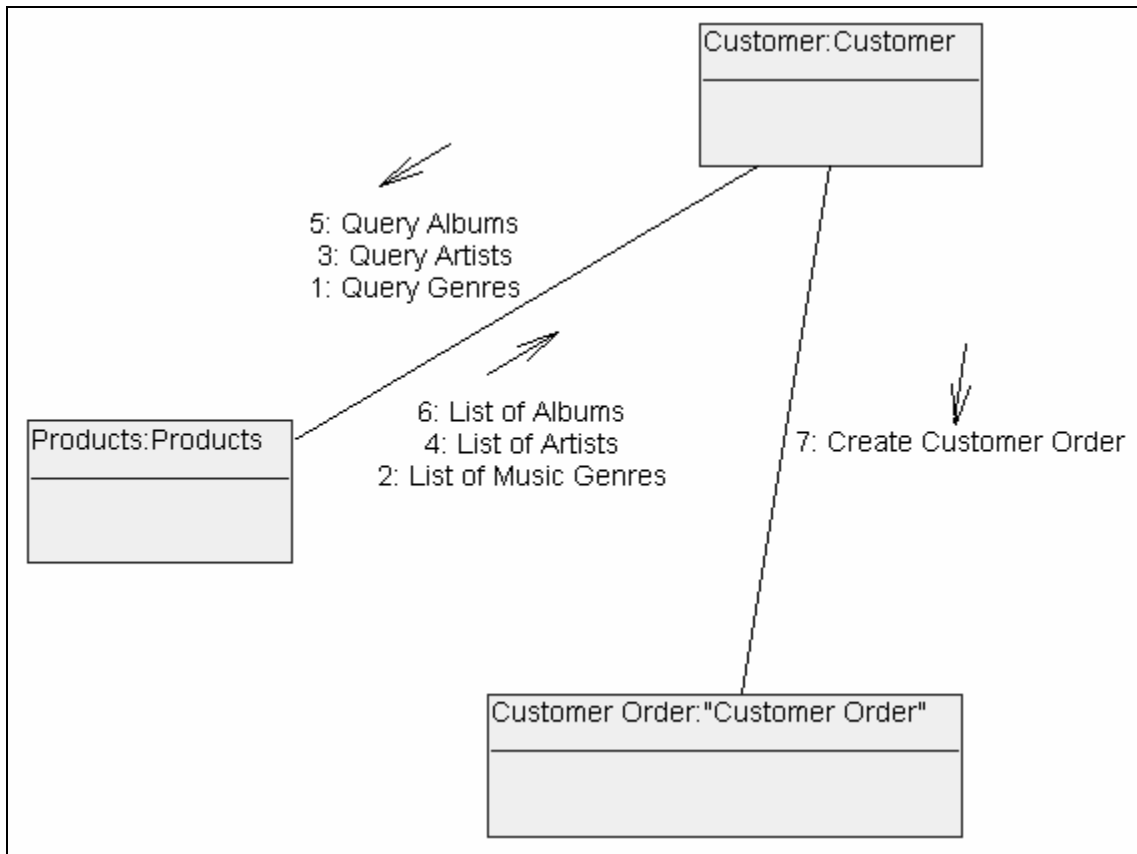 Customer:Customer
5: Query Albums
3: Query Artists
1: Query Genres
6: List of Albums
4: List of Artists
2: List of Music Genres
Products:Products
7: Create Customer Order
Customer Order:"Customer Order"